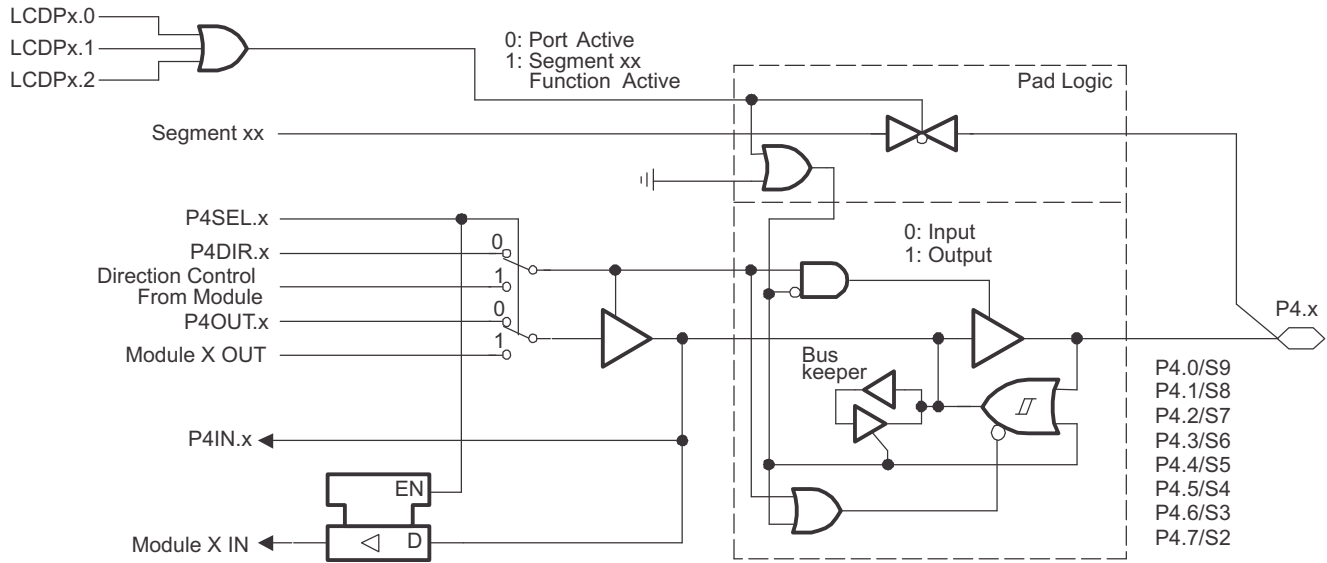 LCDPx.0
LCDPx.1
LCDPx.2
0: Port Active
1: Segment xx
Function Active
Pad Logic
Segment xx
P4SEL.x
P4DIR.x
0
Direction Control
From Module
1
P4OUT.x
0
Module X OUT
1
0: Input
1: Output
P4.x
Bus
keeper
P4IN.x
EN
D
Module X IN
P4.0/S9
P4.1/S8
P4.2/S7
P4.3/S6
P4.4/S5
P4.5/S4
P4.6/S3
P4.7/S2